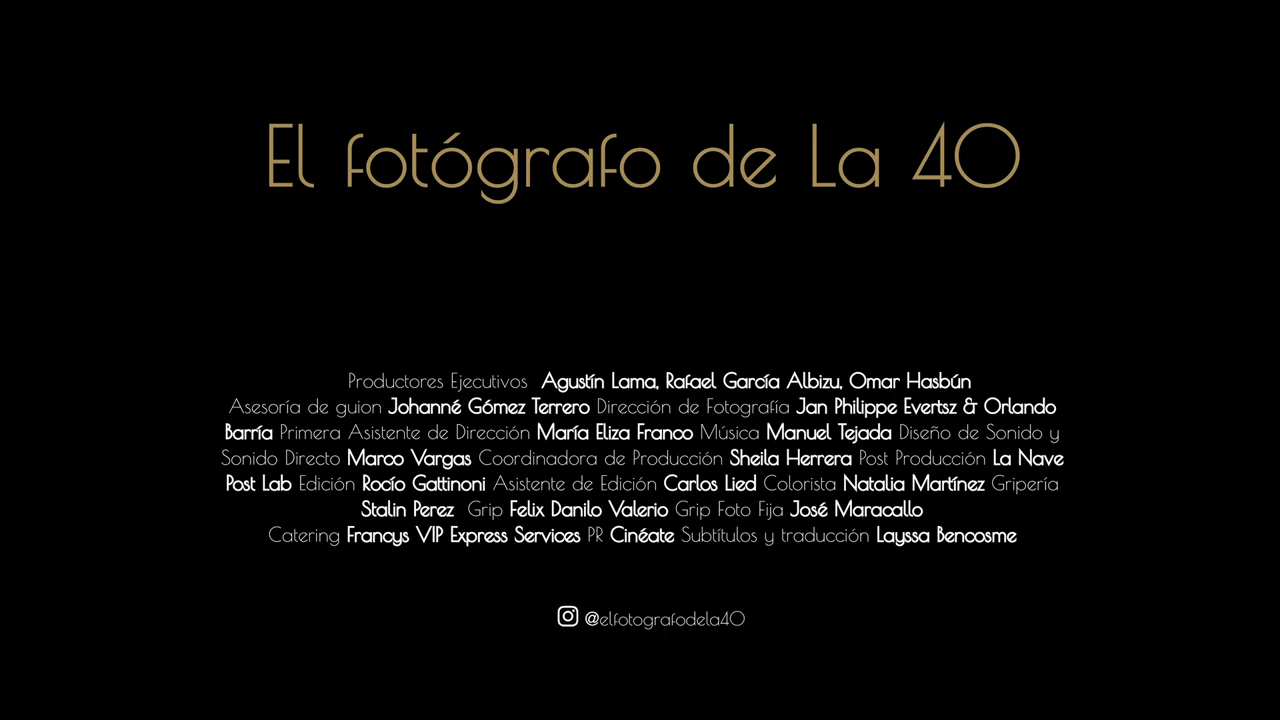 El fotógrafo de La 40
Productores Ejecutivos Agustín Lama, Rafael García Albizu, Omar Hasbún
Asesoría de guion Johanné Gómez Terrero Dirección de Fotografía Jan Philippe Evertsz & Orlando
Barría Primera Asistente de Dirección María Eliza Franco Música Manuel Tejada Diseño de Sonido y
Sonido Directo Marco Vargas Coordinadora de Producción Sheila Herrera Post Producción La Nave
Post Lab Edición Rocío Gattinoni Asistente de Edición Carlos Lied Colorista Natalia Martínez Gripería
Stalin Perez Grip Felix Danilo Valerio Grip Foto Fija José Maracallo
Catering Francys VIP Express Services PR Cinéate Subtítulos y traducción Layssa Bencosme
@elfotografodela40